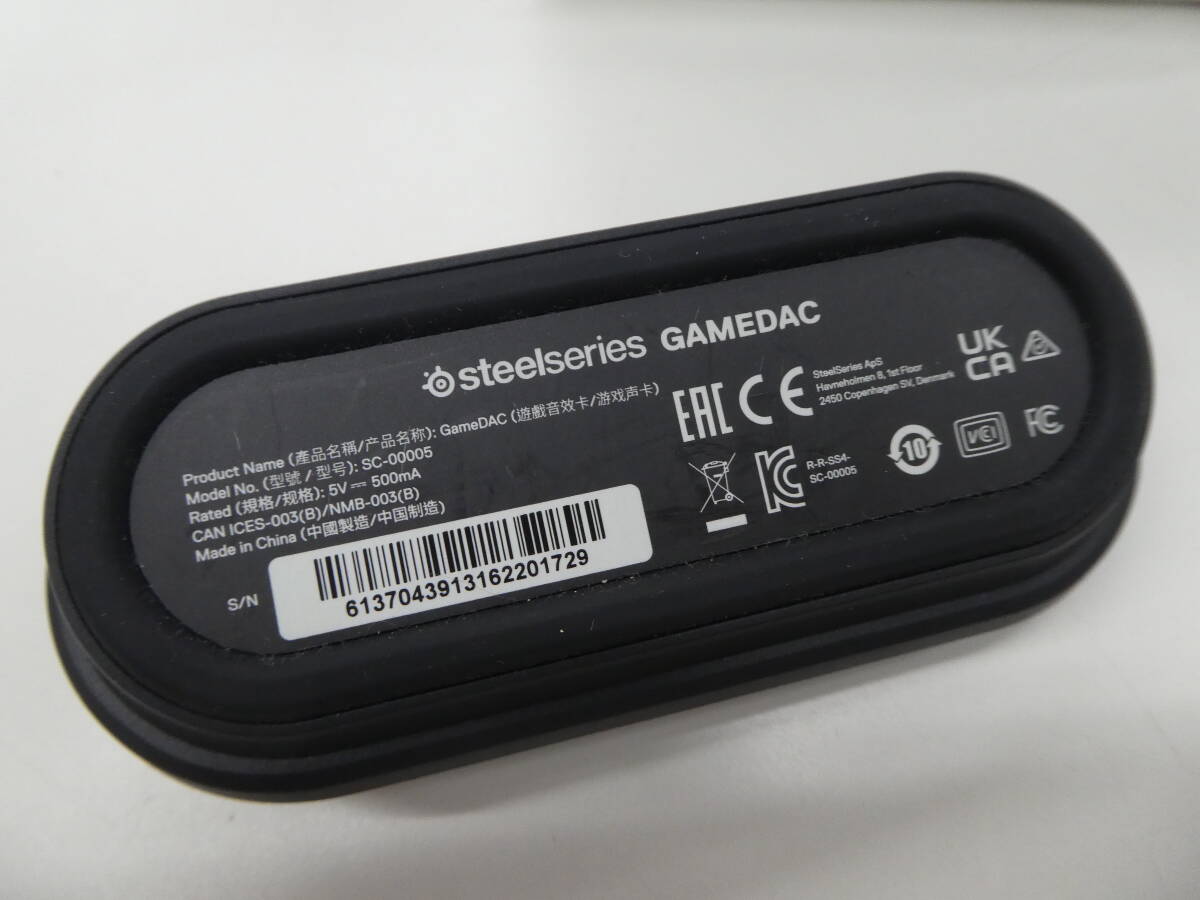 steelseries GAMEDAC
Product Name (產品名稱/产品名称): GameDAC (遊戲音效卡/游戏声卡)
Model No. (型號 / 型号): SC-00005
Rated (規格/规格): 5V⎓ 500mA
CAN ICES-003(B)/NMB-003(B)
Made in China (中國製造/中国制造)
S/N
6137043913162201729
EAC CE
SteelSeries ApS
Havneholmen 8, 1st Floor
2450 Copenhagen SV, Denmark
UK
CA
R-R-SS4-
SC-00005
10
VCI
FC